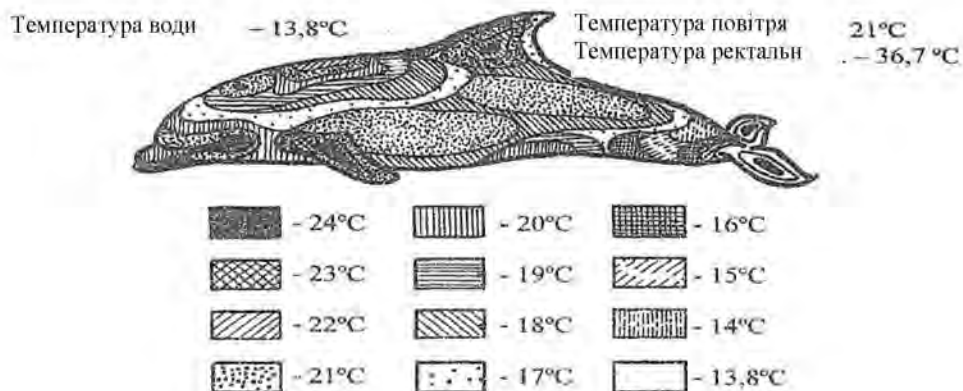 Температура води – 13,8°C
Температура повітря 21°C
Температура ректальн . – 36,7 °C
- 24°C - 20°C - 16°C
- 23°C - 19°C - 15°C
- 22°C - 18°C - 14°C
- 21°C - 17°C - 13,8°C